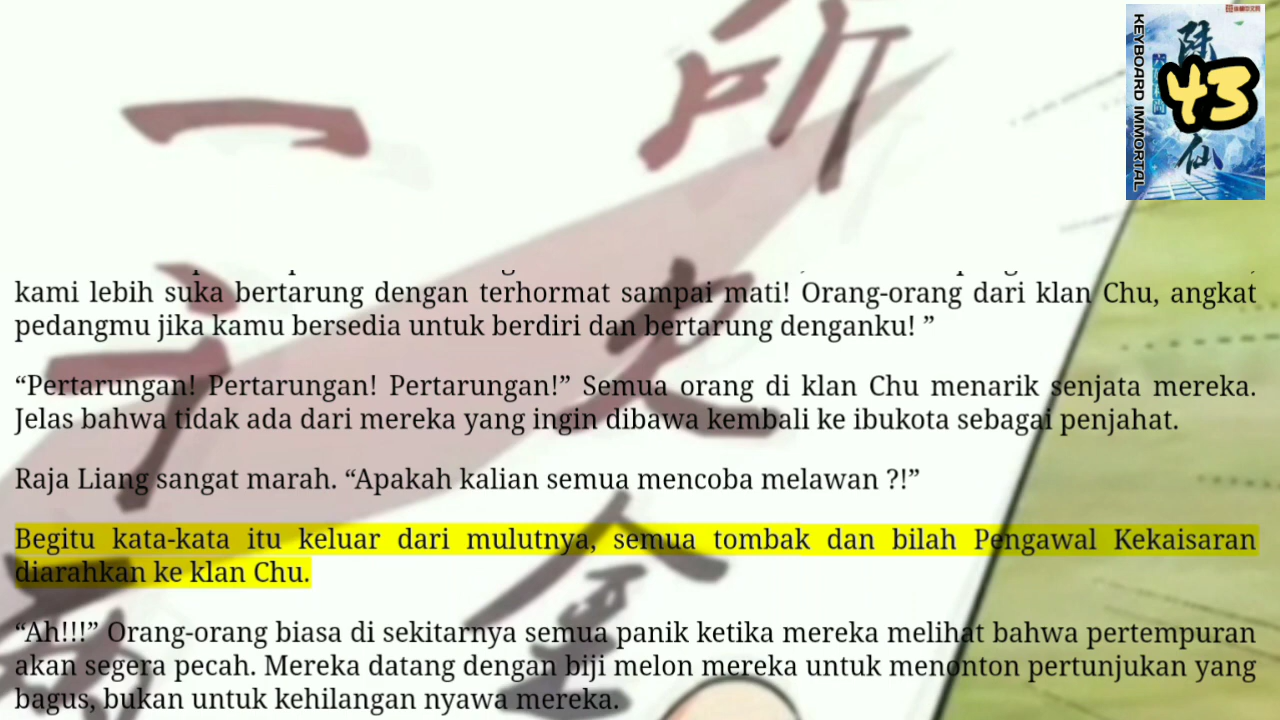 KEYBOARD IMMORTAL
43
仙
一
所
kami lebih suka bertarung dengan terhormat sampai mati! Orang-orang dari klan Chu, angkat
pedangmu jika kamu bersedia untuk berdiri dan bertarung denganku! ”
“Pertarungan! Pertarungan! Pertarungan!” Semua orang di klan Chu menarik senjata mereka.
Jelas bahwa tidak ada dari mereka yang ingin dibawa kembali ke ibukota sebagai penjahat.
Raja Liang sangat marah. “Apakah kalian semua mencoba melawan ?!”
Begitu kata-kata itu keluar dari mulutnya, semua tombak dan bilah Pengawal Kekaisaran
diarahkan ke klan Chu.
“Ah!!!” Orang-orang biasa di sekitarnya semua panik ketika mereka melihat bahwa pertempuran
akan segera pecah. Mereka datang dengan biji melon mereka untuk menonton pertunjukan yang
bagus, bukan untuk kehilangan nyawa mereka.